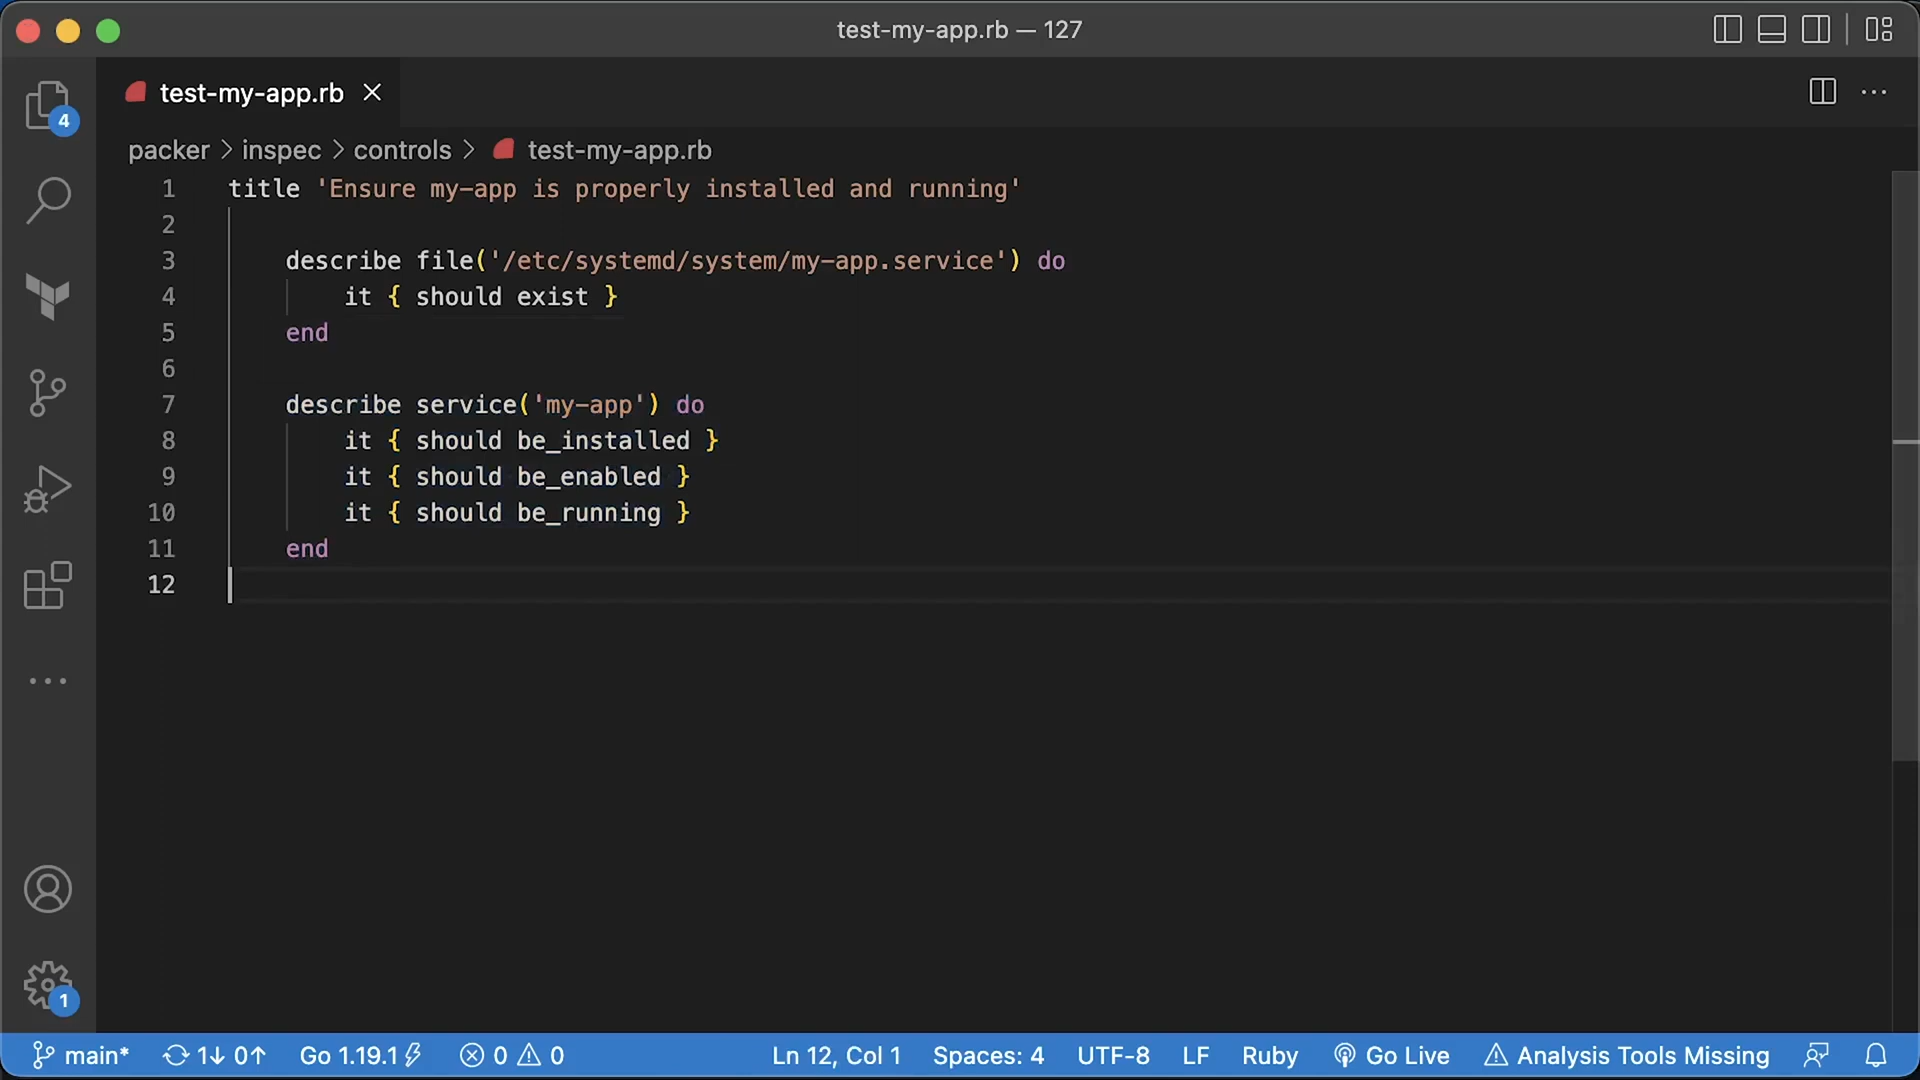 test-my-app.rb — 127
test-my-app.rb
4
packer > inspec > controls > test-my-app.rb
1 title 'Ensure my-app is properly installed and running'
2
3 describe file('/etc/systemd/system/my-app.service') do
4 it { should exist }
5 end
6
7 describe service('my-app') do
8 it { should be_installed }
9 it { should be_enabled }
10 it { should be_running }
11 end
12
1
main* 1↓ 0↑ Go 1.19.1 0 0 Ln 12, Col 1 Spaces: 4 UTF-8 LF Ruby Go Live Analysis Tools Missing